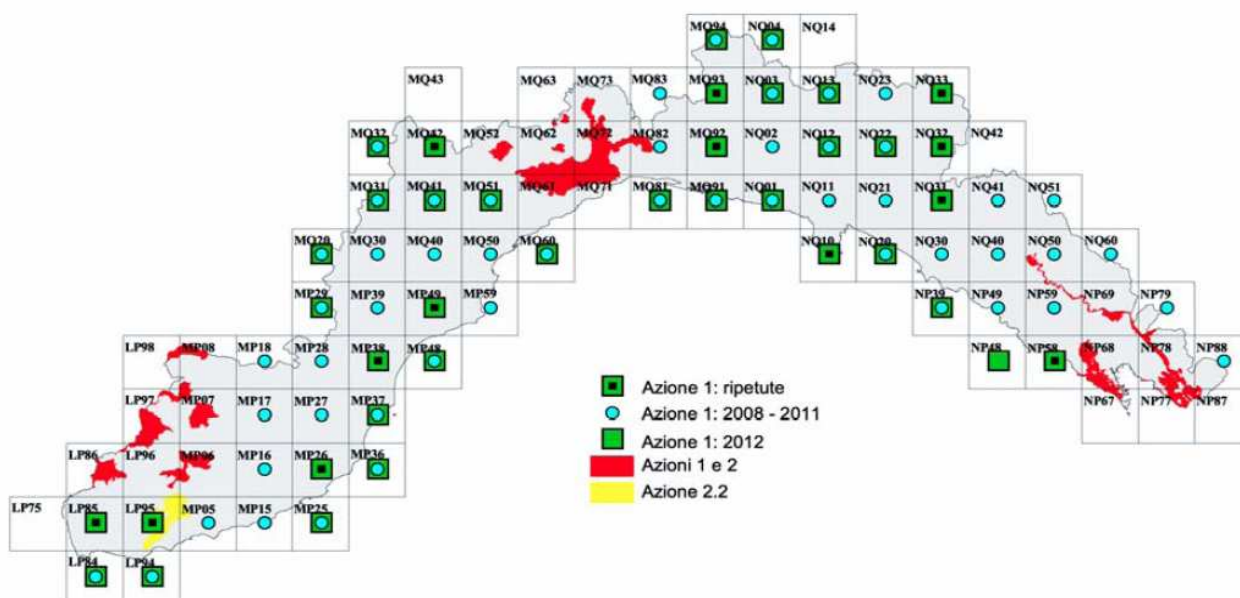 MQ94 NQ04 NQ14
MQ43 MQ63 MQ73 MQ83 MQ93 NQ03 NQ13 NQ23 NQ33
MQ32 MQ42 MQ52 MQ62 MQ72 MQ82 MQ92 NQ02 NQ12 NQ22 NQ32 NQ42
MQ31 MQ41 MQ51 MQ61 MQ71 MQ81 MQ91 NQ01 NQ11 NQ21 NQ31 NQ41 NQ51
MQ20 MQ30 MQ40 MQ50 MQ60 NQ10 NQ20 NQ30 NQ40 NQ50 NQ60
MP29 MP39 MP49 MP59 NP39 NP49 NP59 NP69 NP79
LP98 MP08 MP18 MP28 MP38 MP48 NP48 NP58 NP68 NP78 NP88
LP97 MP07 MP17 MP27 MP37 NP67 NP77 NP87
LP86 LP96 MP06 MP16 MP26 MP36
LP75 LP85 LP95 MP05 MP15 MP25
LP84 LP94
Azione 1: ripetute
Azione 1: 2008 - 2011
Azione 1: 2012
Azioni 1 e 2
Azione 2.2